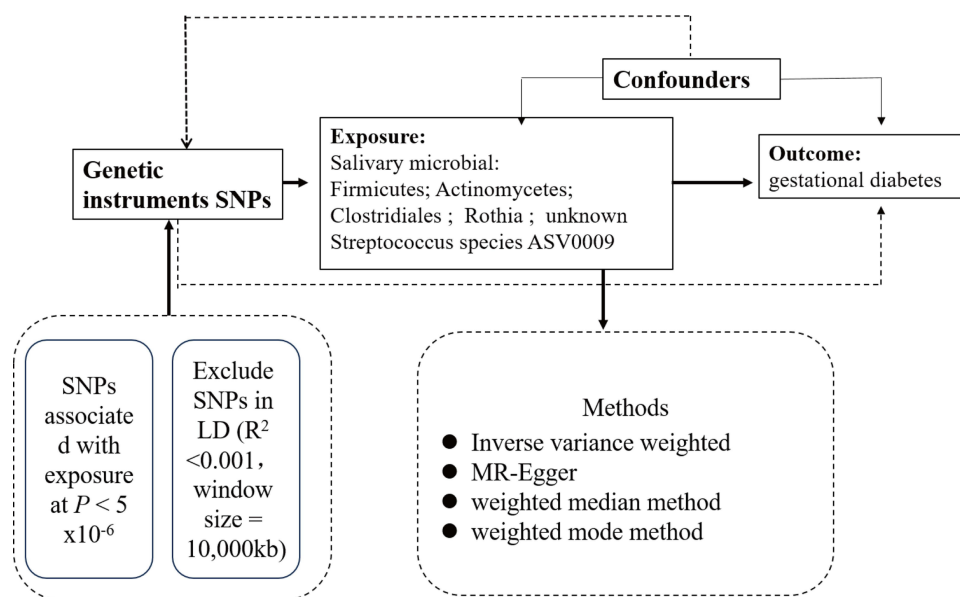 Confounders
Genetic
instruments SNPs
Exposure:
Salivary microbial:
Firmicutes; Actinomycetes;
Clostridiales ; Rothia ; unknown
Streptococcus species ASV0009
Outcome:
gestational diabetes
SNPs
associate
d with
exposure
at P < 5
x10⁻⁶
Exclude
SNPs in
LD (R²
<0.001，
window
size =
10,000kb)
Methods
● Inverse variance weighted
● MR-Egger
● weighted median method
● weighted mode method